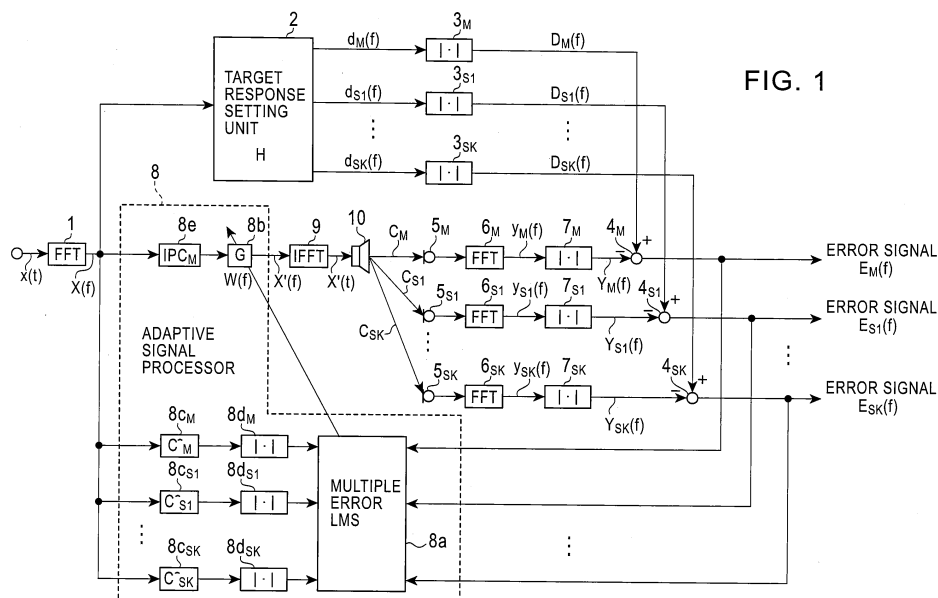 FIG. 1
2
TARGET
RESPONSE
SETTING
UNIT
H
d_M(f)
3_M
|·|
D_M(f)
d_S1(f)
3_S1
|·|
D_S1(f)
d_SK(f)
3_SK
|·|
D_SK(f)
x(t)
1
FFT
X(f)
8
8e
IPC_M
8b
G
W(f)
X'(f)
9
IFFT
X'(t)
10
C_M
C_S1
C_SK
5_M
6_M
FFT
y_M(f)
7_M
|·|
Y_M(f)
4_M
+
−
ERROR SIGNAL
E_M(f)
5_S1
6_S1
FFT
y_S1(f)
7_S1
|·|
Y_S1(f)
4_S1
+
−
ERROR SIGNAL
E_S1(f)
5_SK
6_SK
FFT
y_SK(f)
7_SK
|·|
Y_SK(f)
4_SK
+
−
ERROR SIGNAL
E_SK(f)
ADAPTIVE
SIGNAL
PROCESSOR
8c_M
C^_M
8d_M
|·|
8c_S1
C^_S1
8d_S1
|·|
8c_SK
C^_SK
8d_SK
|·|
MULTIPLE
ERROR
LMS
8a